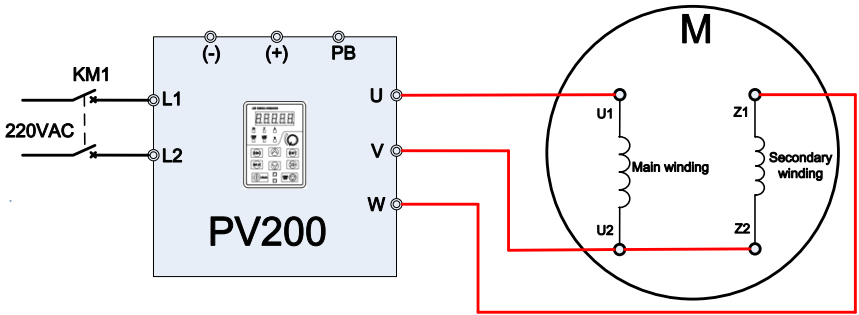 M
(-) (+) PB
KM1
L1
220VAC
L2
U
V
W
PV200
U1
Z1
Main winding
Secondary
winding
U2
Z2